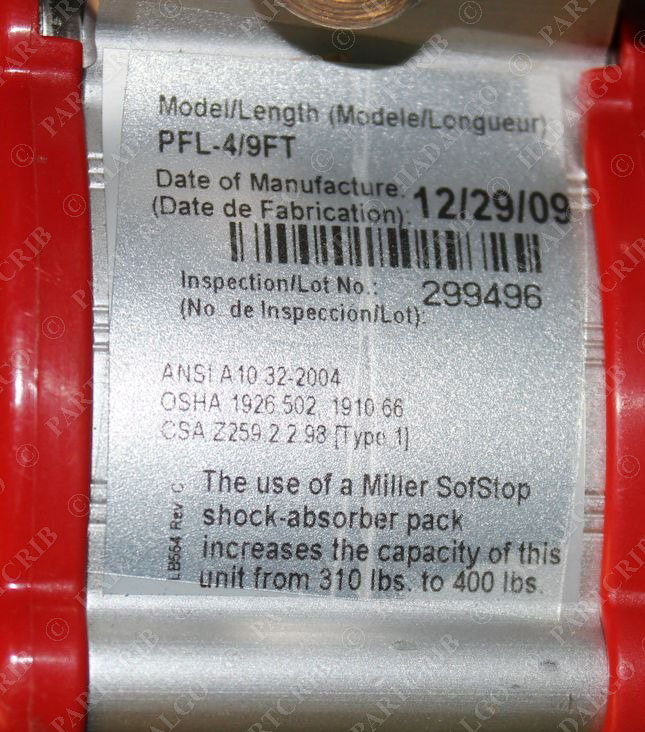 Model/Length (Modele/Longueur)
PFL-4/9FT
Date of Manufacture:
(Date de Fabrication): 12/29/09
Inspection/Lot No.: 299496
(No. de Inspeccion/Lot):
ANSI A10.32-2004
OSHA 1926.502, 1910.66
CSA Z259.2.2.98 [Type 1]
The use of a Miller SofStop
shock-absorber pack
increases the capacity of this
unit from 310 lbs. to 400 lbs.
LB554 Rev C
© PARTCRIB © HIDALGO